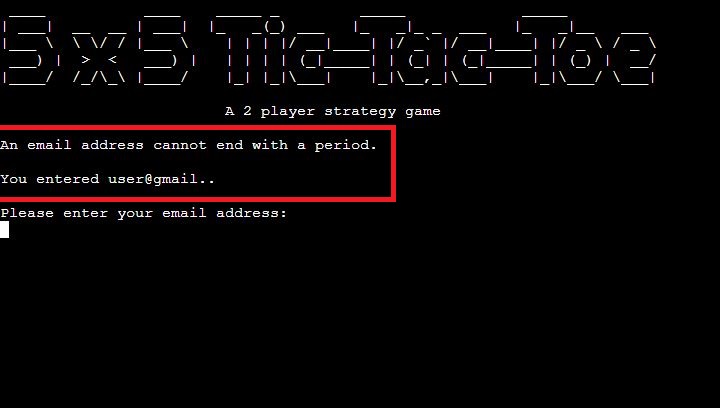 5x5 Tic-Tac-Toe
A 2 player strategy game
An email address cannot end with a period.
You entered user@gmail..
Please enter your email address: